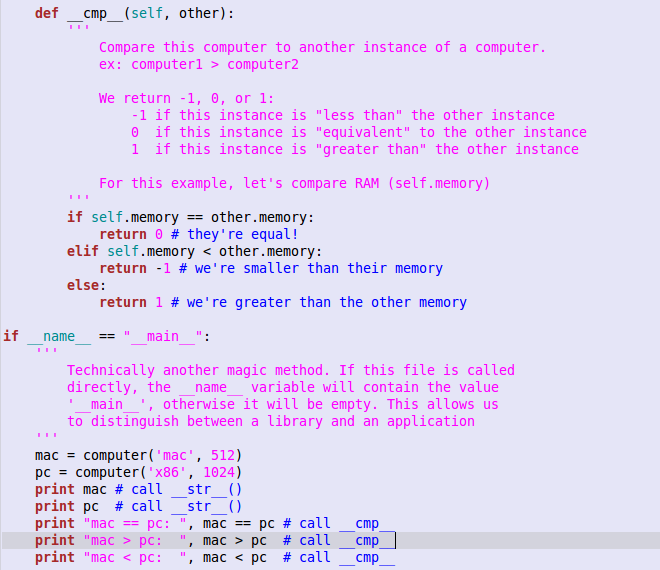 def __cmp__(self, other):
        '''
            Compare this computer to another instance of a computer.
            ex: computer1 > computer2

            We return -1, 0, or 1:
                -1 if this instance is "less than" the other instance
                0  if this instance is "equivalent" to the other instance
                1  if this instance is "greater than" the other instance

            For this example, let's compare RAM (self.memory)
        '''
        if self.memory == other.memory:
            return 0 # they're equal!
        elif self.memory < other.memory:
            return -1 # we're smaller than their memory
        else:
            return 1 # we're greater than the other memory

if __name__ == "__main__":
    '''
        Technically another magic method. If this file is called
        directly, the __name__ variable will contain the value
        '__main__', otherwise it will be empty. This allows us
        to distinguish between a library and an application
    '''
    mac = computer('mac', 512)
    pc = computer('x86', 1024)
    print mac # call __str__()
    print pc  # call __str__()
    print "mac == pc: ", mac == pc # call __cmp__
    print "mac > pc:  ", mac > pc  # call __cmp__
    print "mac < pc:  ", mac < pc  # call __cmp__